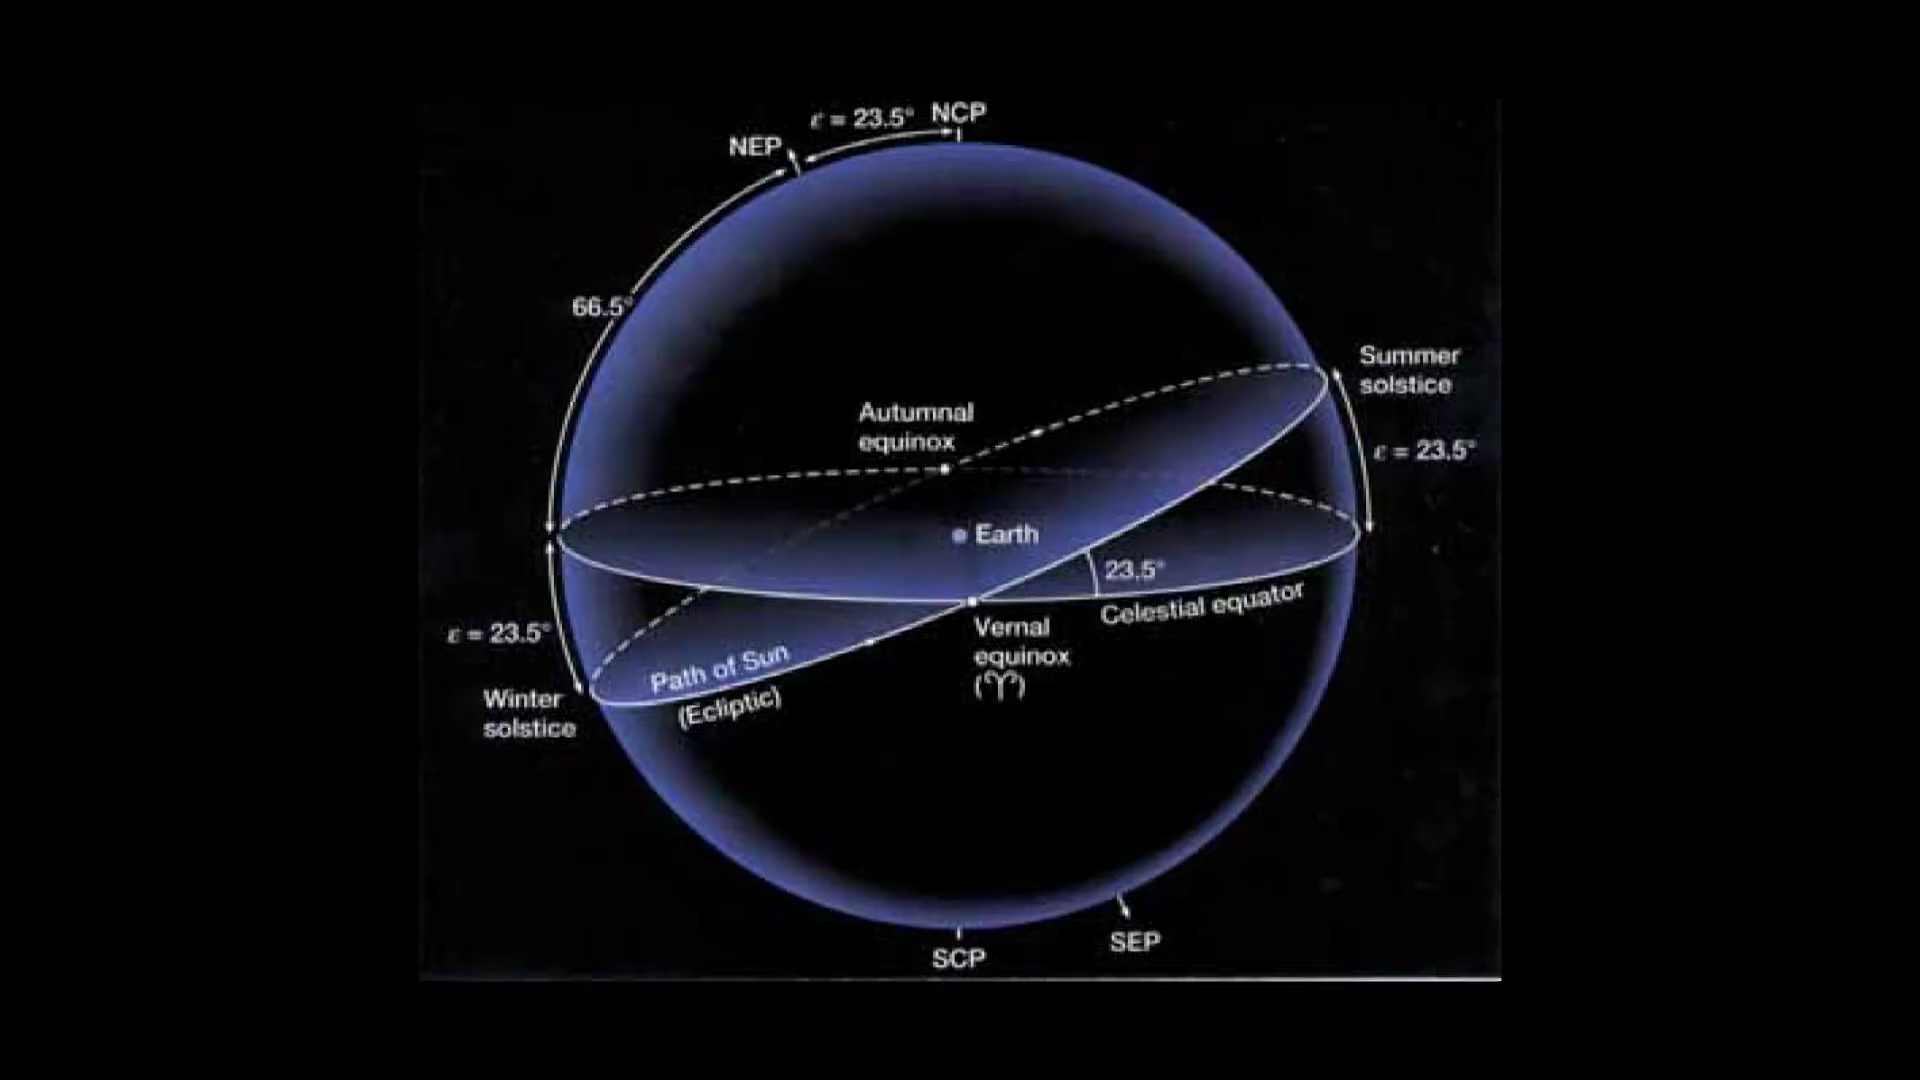 ε = 23.5°
NCP
NEP
66.5°
Summer
solstice
Autumnal
equinox
ε = 23.5°
Earth
23.5°
Celestial equator
Vernal
equinox
(♈)
ε = 23.5°
Path of Sun
(Ecliptic)
Winter
solstice
SEP
SCP